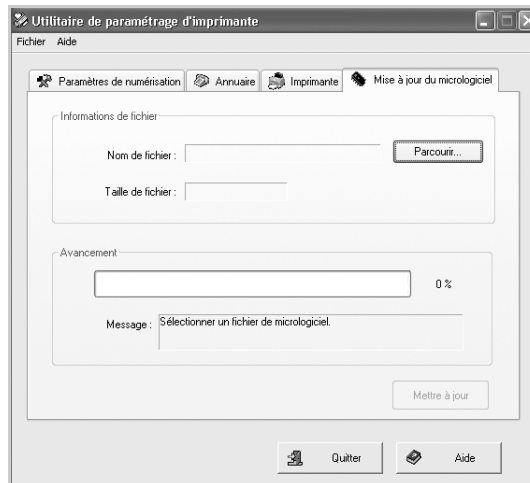 Utilitaire de paramétrage d'imprimante
Fichier Aide
Paramètres de numérisation Annuaire Imprimante Mise à jour du micrologiciel
Informations de fichier
Nom de fichier : Parcourir...
Taille de fichier :
Avancement
0 %
Message : Sélectionner un fichier de micrologiciel.
Mettre à jour
Quitter Aide